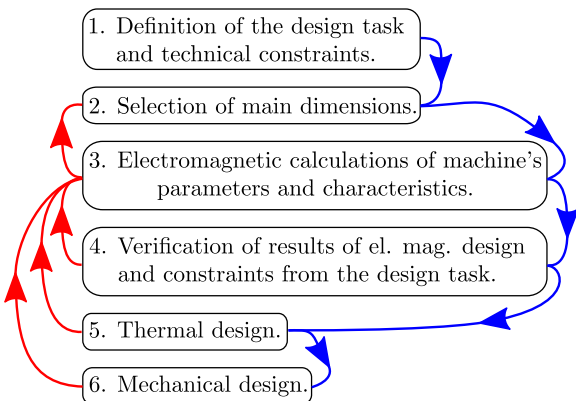 1. Definition of the design task
and technical constraints.
2. Selection of main dimensions.
3. Electromagnetic calculations of machine's
parameters and characteristics.
4. Verification of results of el. mag. design
and constraints from the design task.
5. Thermal design.
6. Mechanical design.